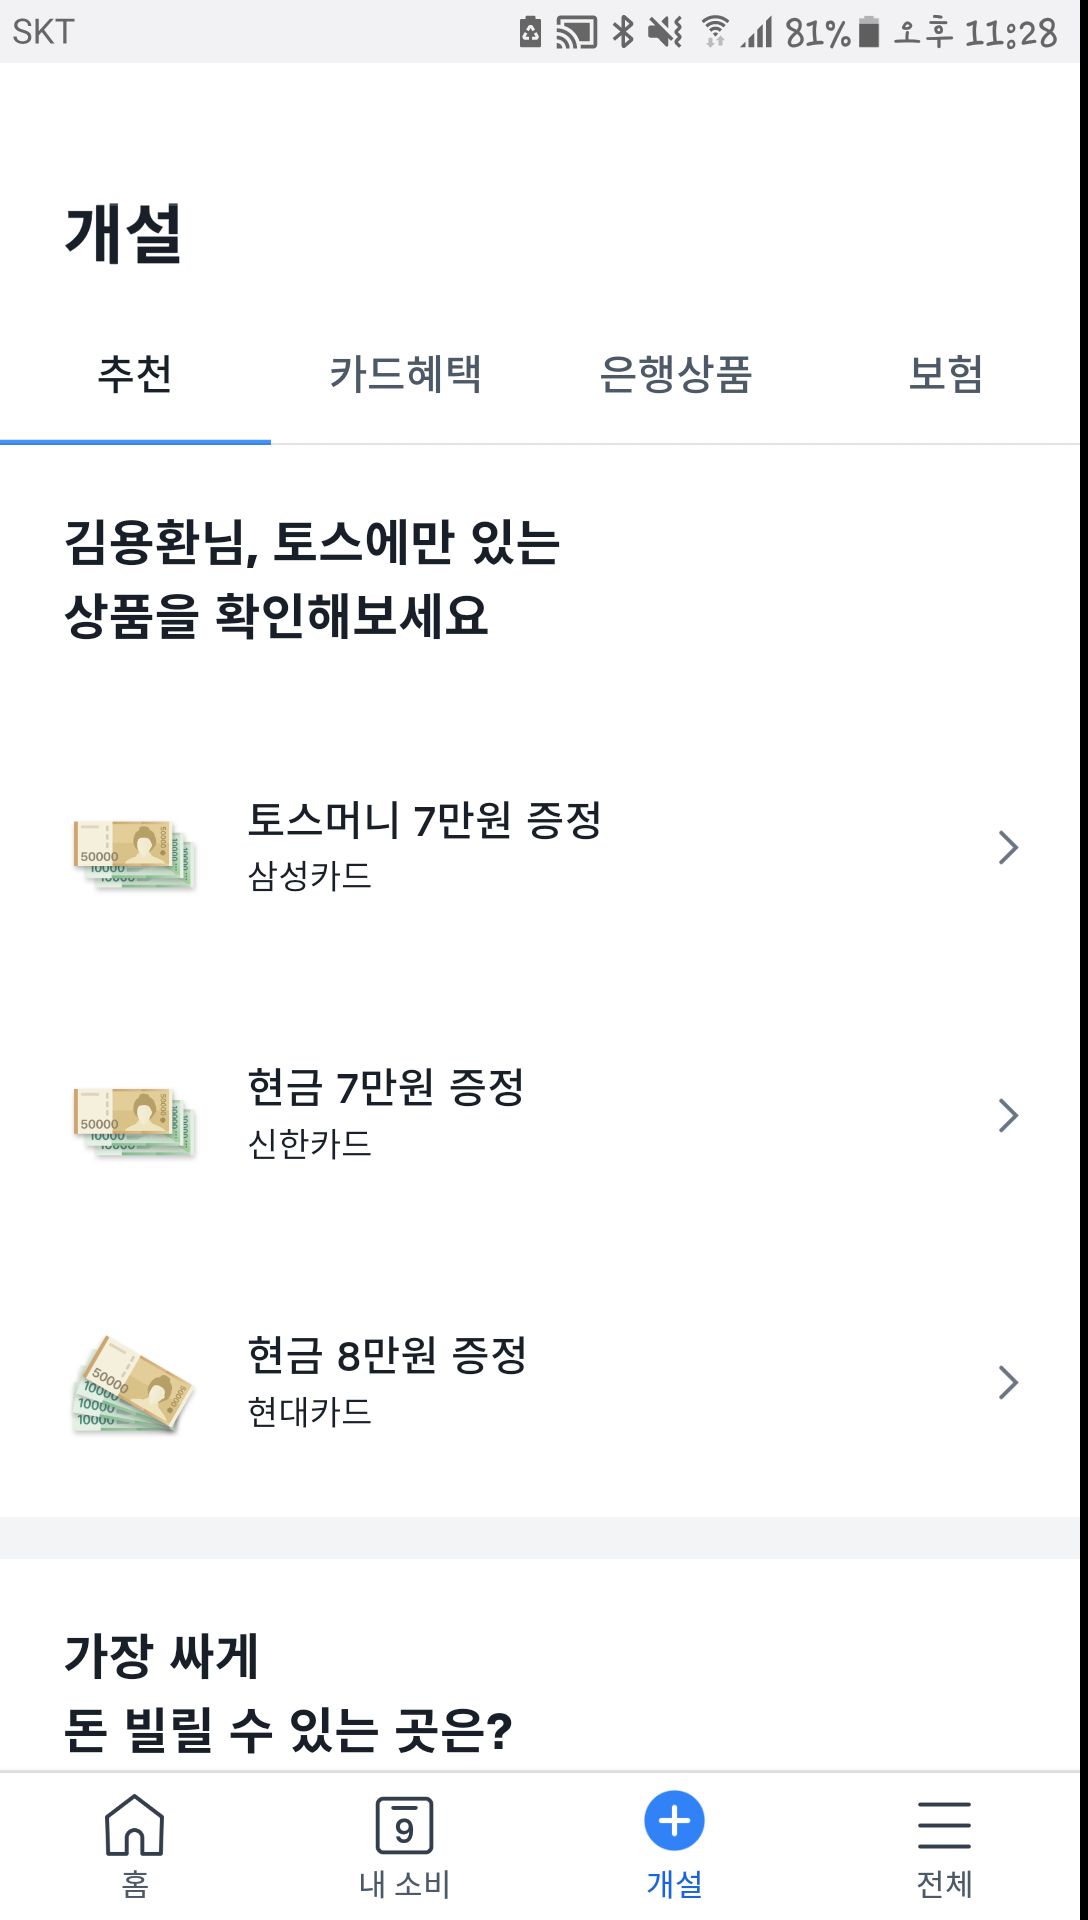 SKT 81% 오후 11:28
개설
추천 카드혜택 은행상품 보험
김용환님, 토스에만 있는
상품을 확인해보세요
50000
10000
10000
토스머니 7만원 증정
삼성카드
50000
10000
10000
현금 7만원 증정
신한카드
50000
10000
10000
10000
현금 8만원 증정
현대카드
가장 싸게
돈 빌릴 수 있는 곳은?
9
홈 내 소비 개설 전체